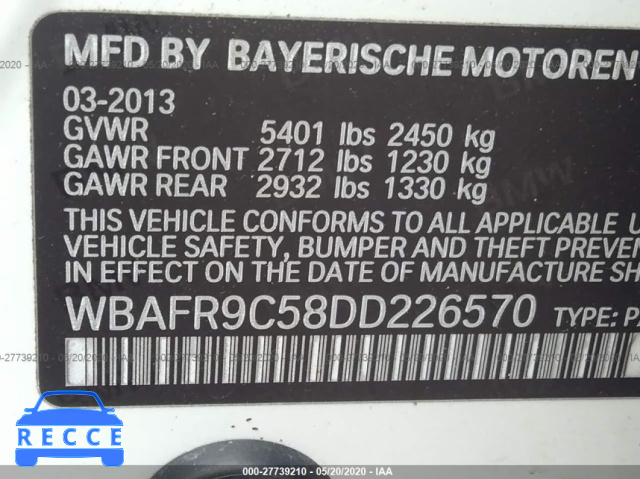 MFD BY BAYERISCHE MOTOREN
03-2013
GVWR 5401 lbs 2450 kg
GAWR FRONT 2712 lbs 1230 kg
GAWR REAR 2932 lbs 1330 kg
THIS VEHICLE CONFORMS TO ALL APPLICABLE
VEHICLE SAFETY, BUMPER AND THEFT PREVEN
IN EFFECT ON THE DATE OF MANUFACTURE SH
WBAFR9C58DD226570 TYPE: P
RECCE
000-27739210 - 05/20/2020 - IAA